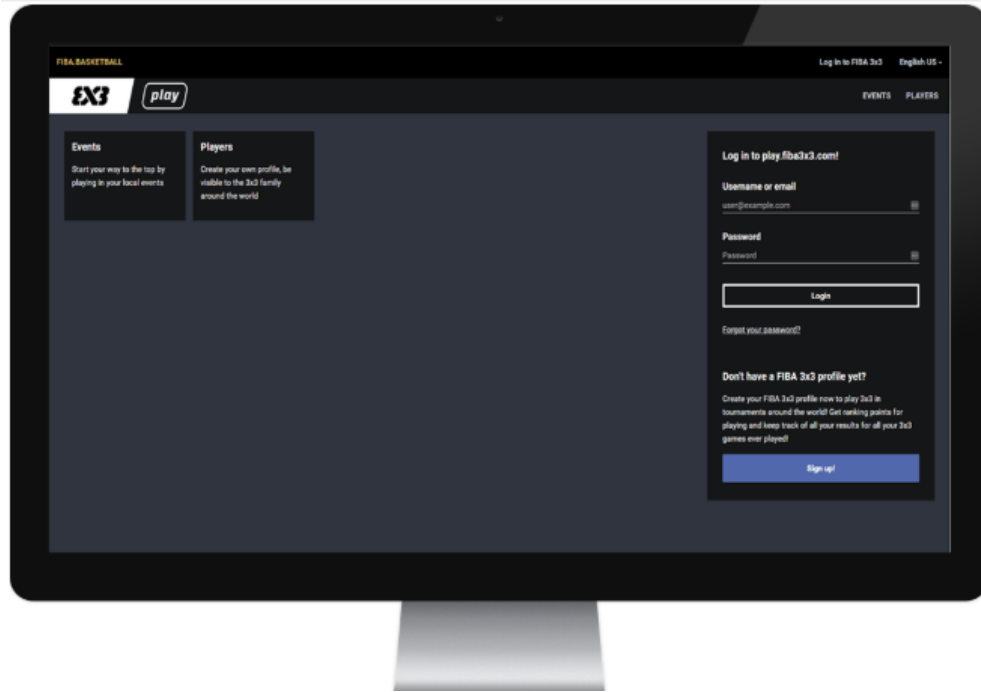 FIBA.BASKETBALL
Log in to FIBA 3x3
English US
3X3
play
EVENTS
PLAYERS
Events
Start your way to the top by
playing in your local events
Players
Create your own profile, be
visible to the 3x3 family
around the world
Log in to play.fiba3x3.com!
Username or email
user@example.com
Password
Password
Login
Forgot your password?
Don't have a FIBA 3x3 profile yet?
Create your FIBA 3x3 profile now to play 3x3 in
tournaments around the world! Get ranking points for
playing and keep track of all your results for all your 3x3
games ever played!
Sign up!